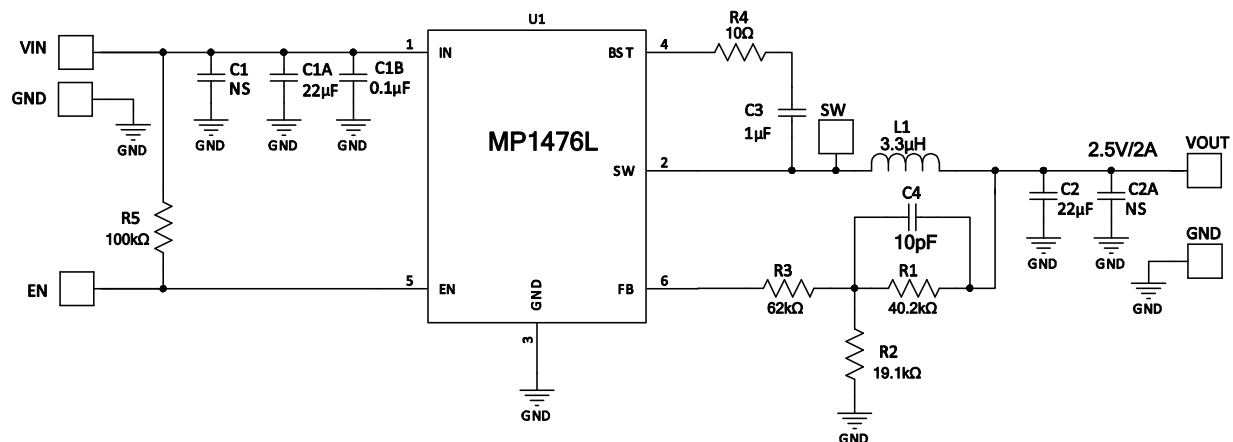 U1
VIN
1
IN
BST
4
R4
10Ω
C1
NS
C1A
22µF
C1B
0.1µF
GND
GND
GND
GND
GND
C3
1µF
SW
L1
3.3µH
MP1476L
SW
2
2.5V/2A
VOUT
C4
10pF
C2
22µF
C2A
NS
GND
GND
GND
GND
R5
100kΩ
EN
5
EN
GND
3
FB
6
R3
62kΩ
R1
40.2kΩ
R2
19.1kΩ
GND
GND